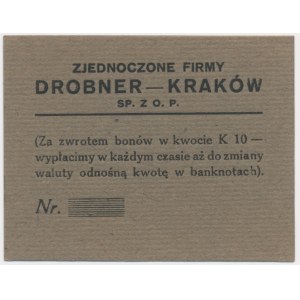 ZJEDNOCZONE FIRMY
DROBNER — KRAKÓW
SP. Z O. P.
(Za zwrotem bonów w kwocie K 10 —
wypłacimy w każdym czasie aż do zmiany
waluty odnośną kwotę w banknotach).
Nr.